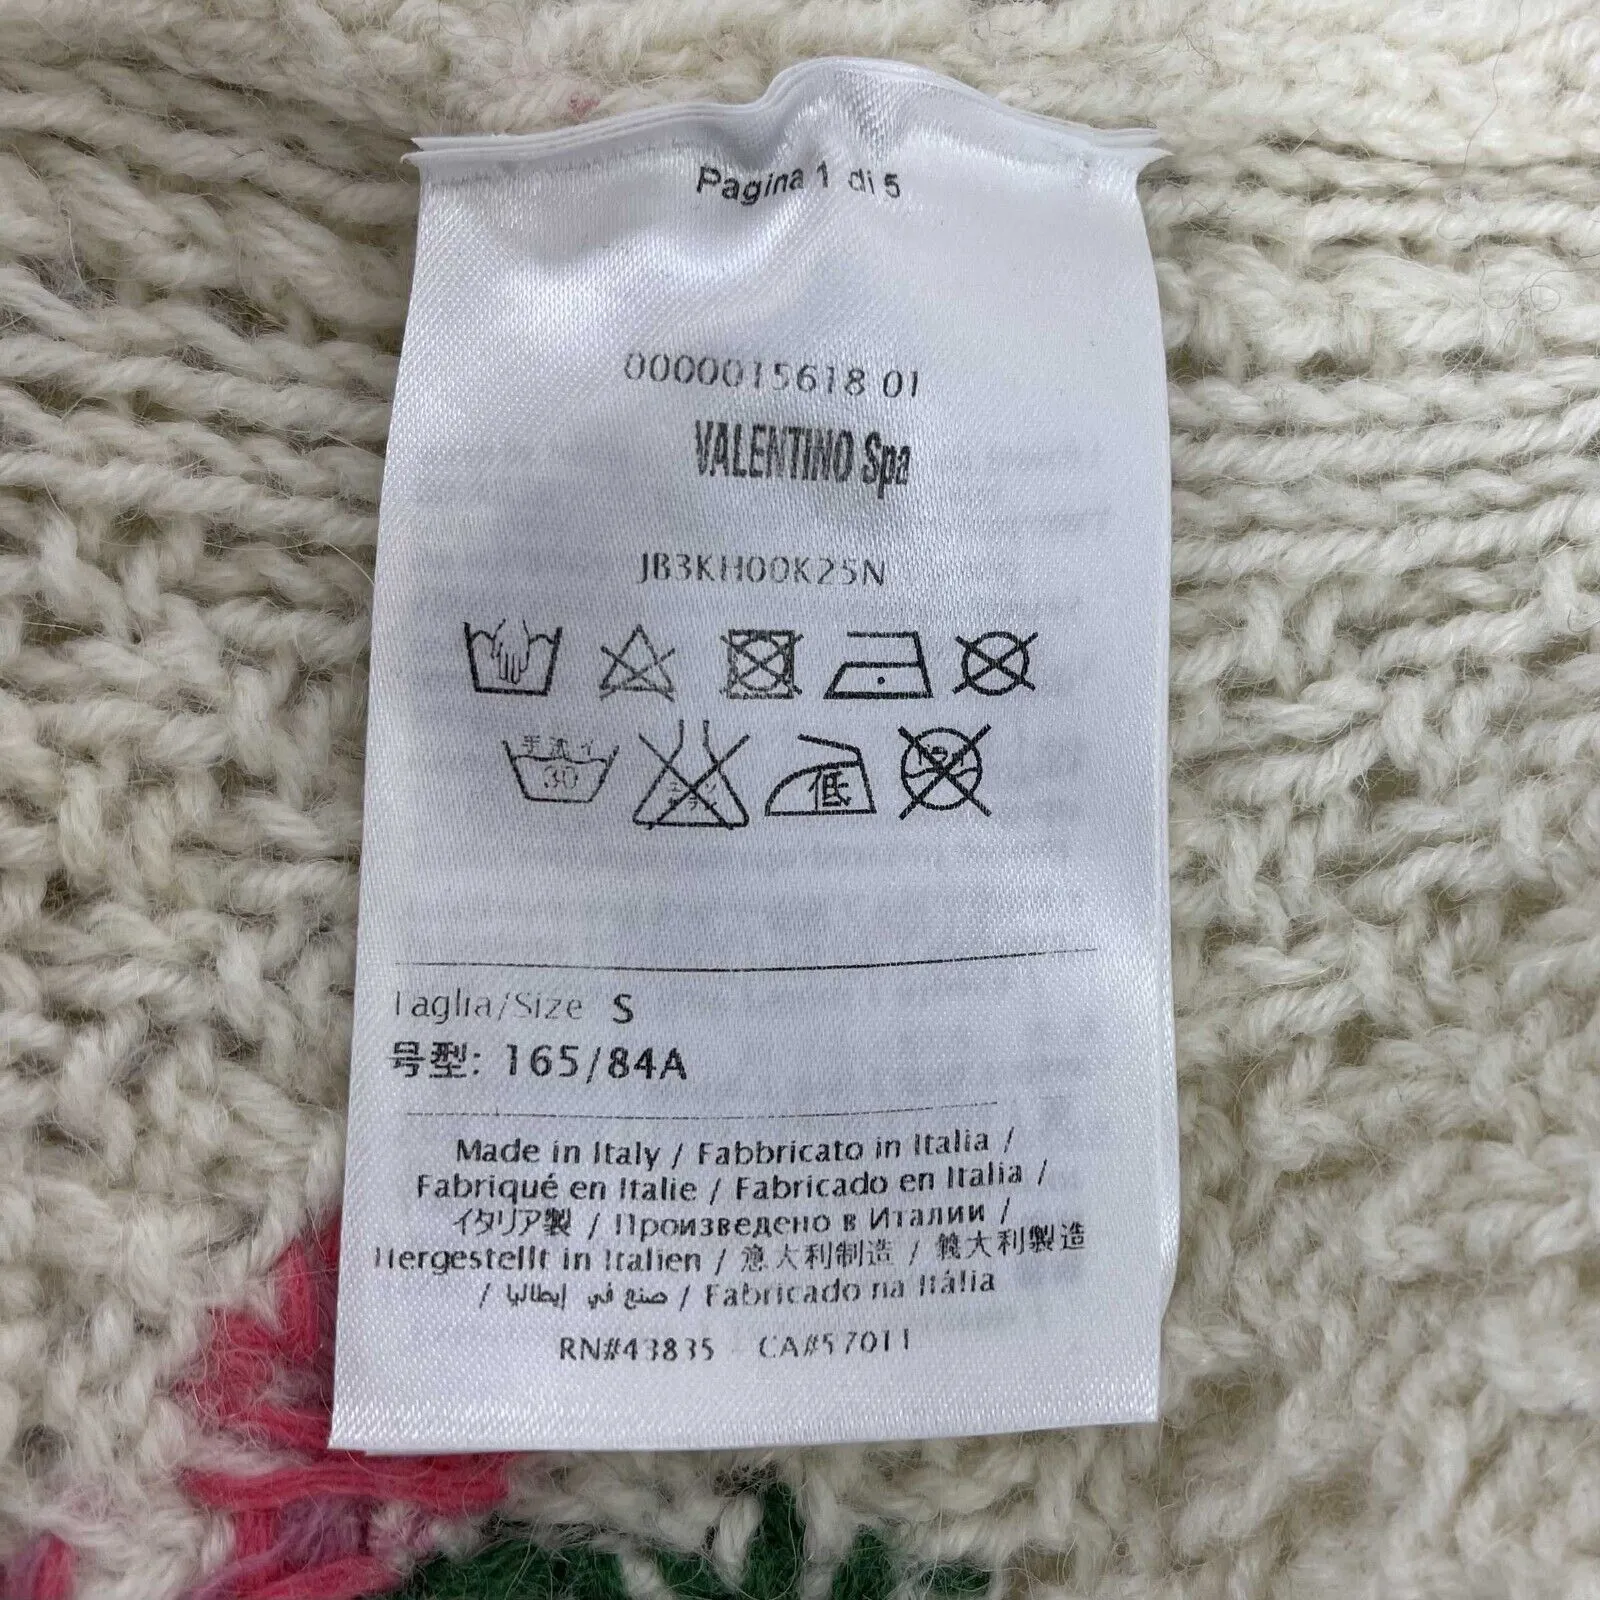 Pagina 1 di 5
0000015618 01
VALENTINO Spa
JB3KH00K25N
手洗イ
30
エンソ
低
Taglia/Size S
号型: 165/84A
Made in Italy / Fabbricato in Italia /
Fabriqué en Italie / Fabricado en Italia /
イタリア製 / Произведено в Италии /
Hergestellt in Italien / 意大利制造 / 義大利製造
/ صنع في إيطاليا / Fabricado na Itália
RN#43835 - CA#57011